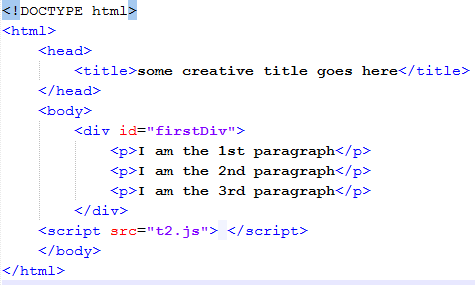 <!DOCTYPE html>
<html>
    <head>
        <title>some creative title goes here</title>
    </head>
    <body>
        <div id="firstDiv">
            <p>I am the 1st paragraph</p>
            <p>I am the 2nd paragraph</p>
            <p>I am the 3rd paragraph</p>
        </div>
    <script src="t2.js"> </script>
    </body>
</html>